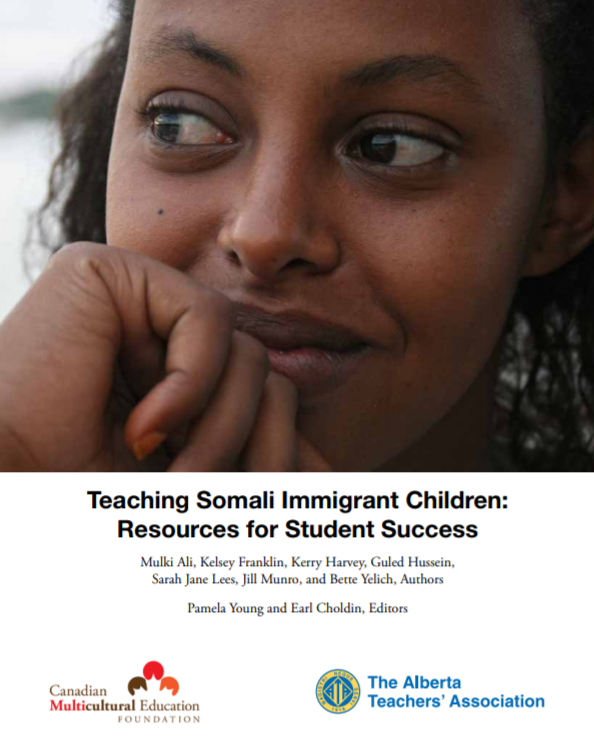 Teaching Somali Immigrant Children:
Resources for Student Success
Mulki Ali, Kelsey Franklin, Kerry Harvey, Guled Hussein,
Sarah Jane Lees, Jill Munro, and Bette Yelich, Authors
Pamela Young and Earl Choldin, Editors
Canadian
Multicultural Education
FOUNDATION
The Alberta
Teachers' Association